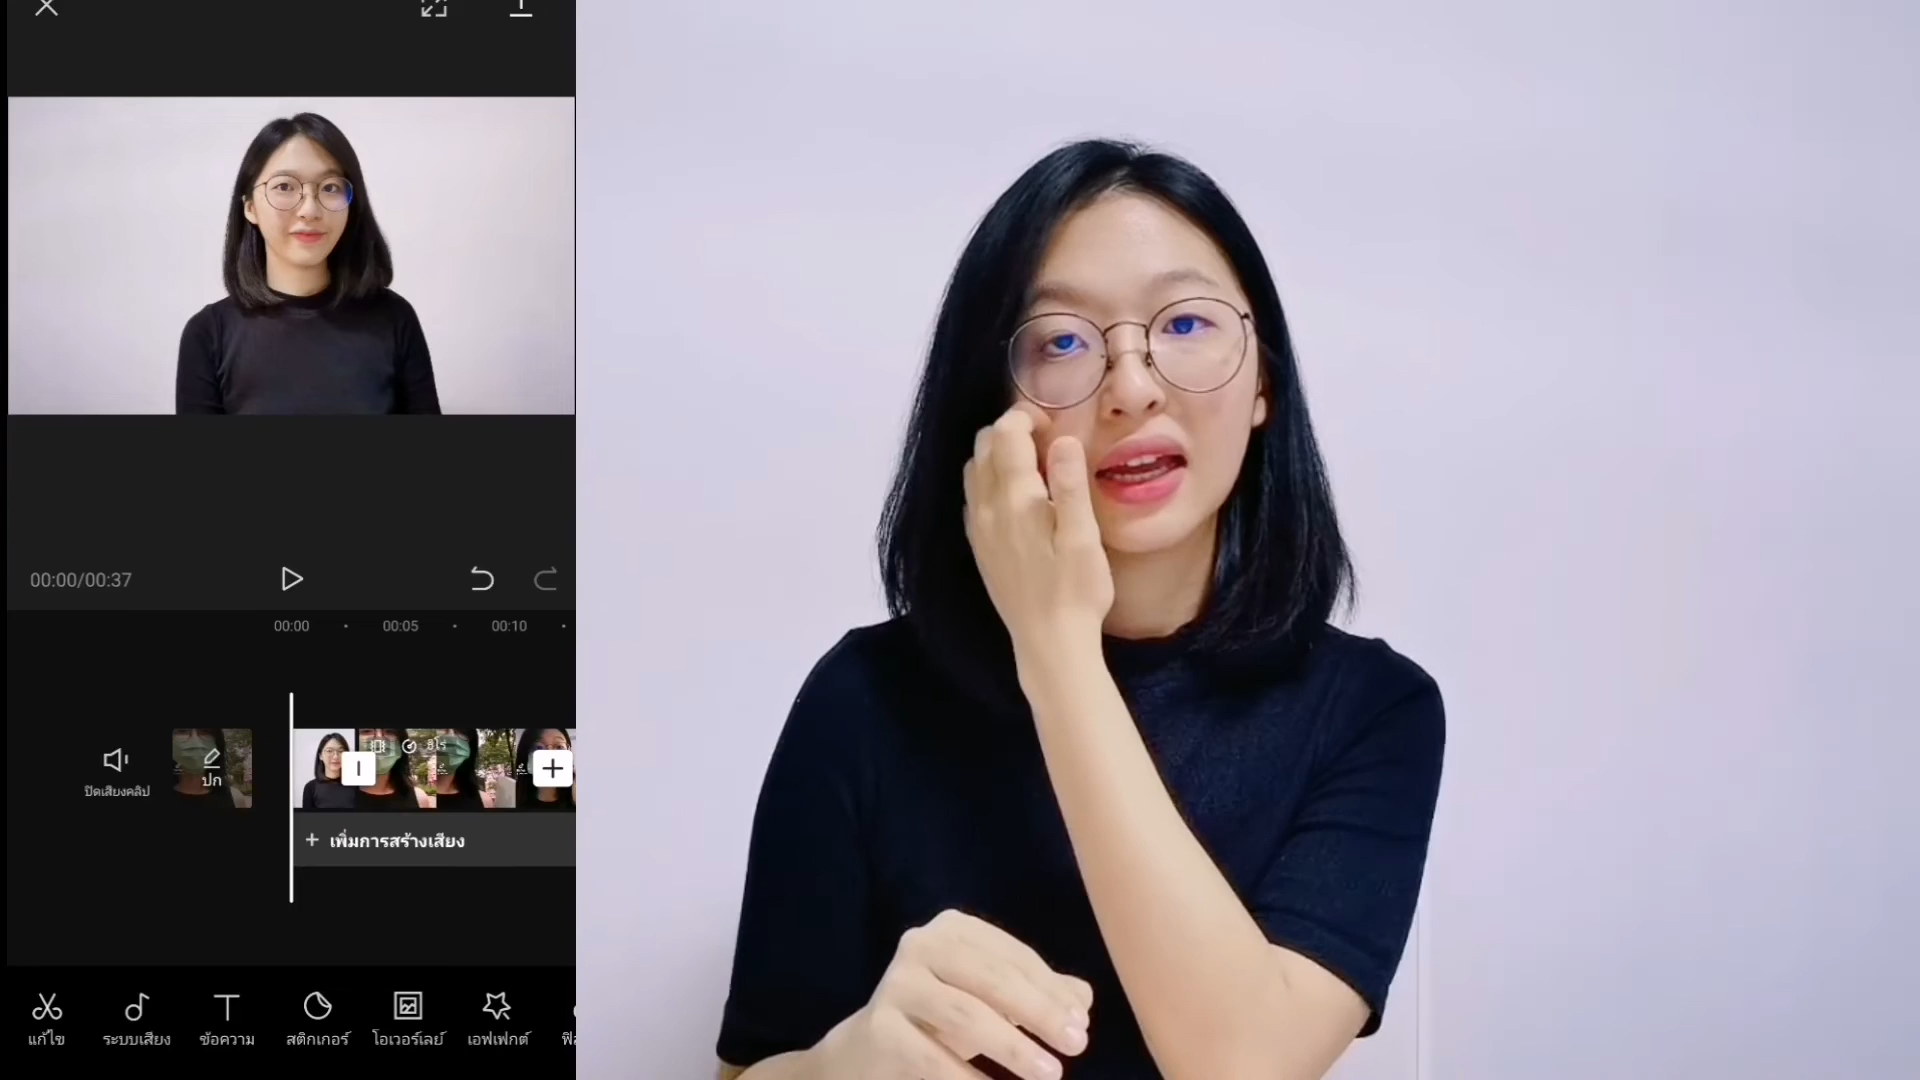 00:00/00:37
00:00
00:05
00:10
ฮีโร่
ปก
ปิดเสียงคลิป
+ เพิ่มการสร้างเสียง
แก้ไข
ระบบเสียง
ข้อความ
สติกเกอร์
โอเวอร์เลย์
เอฟเฟกต์